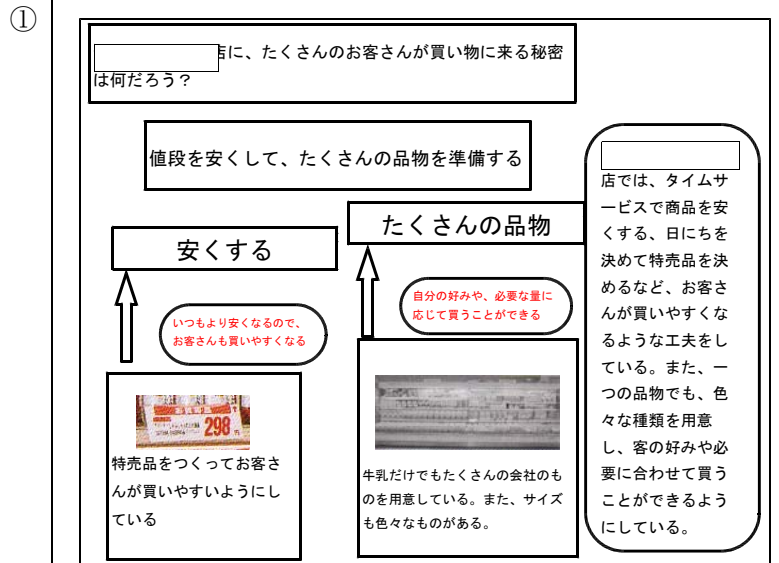 ①
店に、たくさんのお客さんが買い物に来る秘密
は何だろう？
値段を安くして、たくさんの品物を準備する
たくさんの品物
安くする
自分の好みや、必要な量に
応じて買うことができる
いつもより安くなるので、
お客さんも買いやすくなる
298
特売品をつくってお客さ
んが買いやすいようにし
ている
牛乳だけでもたくさんの会社のも
のを用意している。また、サイズ
も色々なものがある。
店では、タイムサ
ービスで商品を安
くする、日にちを
決めて特売品を決
めるなど、お客さ
んが買いやすくな
るような工夫をし
ている。また、一
つの品物でも、色
々な種類を用意
し、客の好みや必
要に合わせて買う
ことができるよう
にしている。